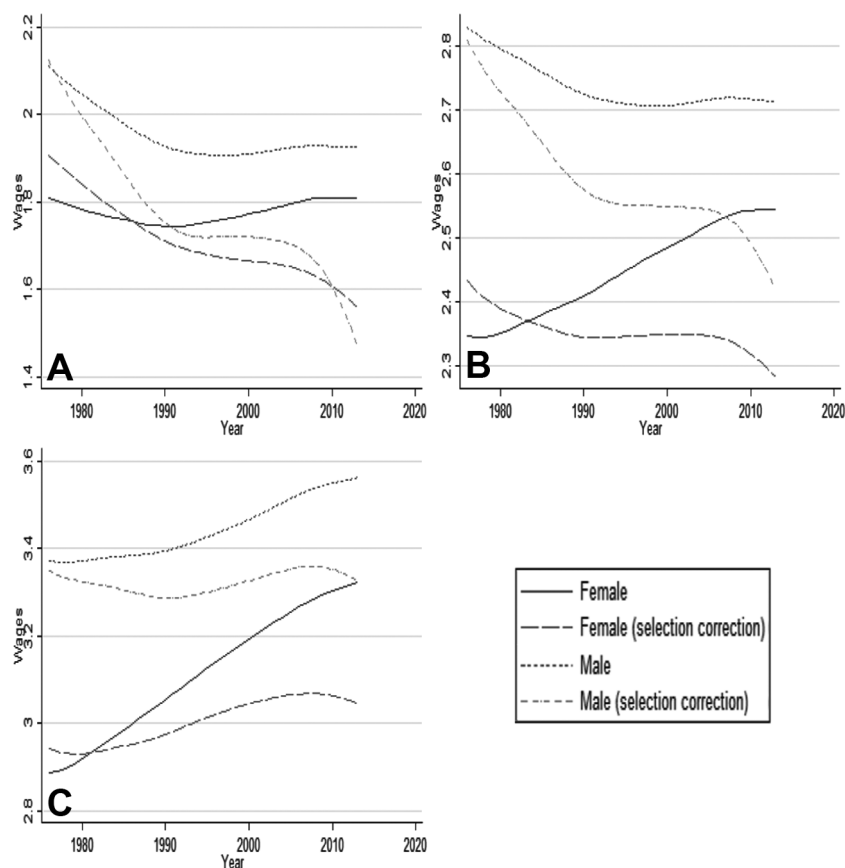 2.2
2
1.8
1.6
1.4
Wages
A
1980 1990 2000 2010 2020
Year
2.8
2.7
2.6
2.5
2.4
2.3
Wages
B
1980 1990 2000 2010 2020
Year
3.6
3.4
3.2
3
2.8
Wages
C
1980 1990 2000 2010 2020
Year
Female
Female (selection correction)
Male
Male (selection correction)